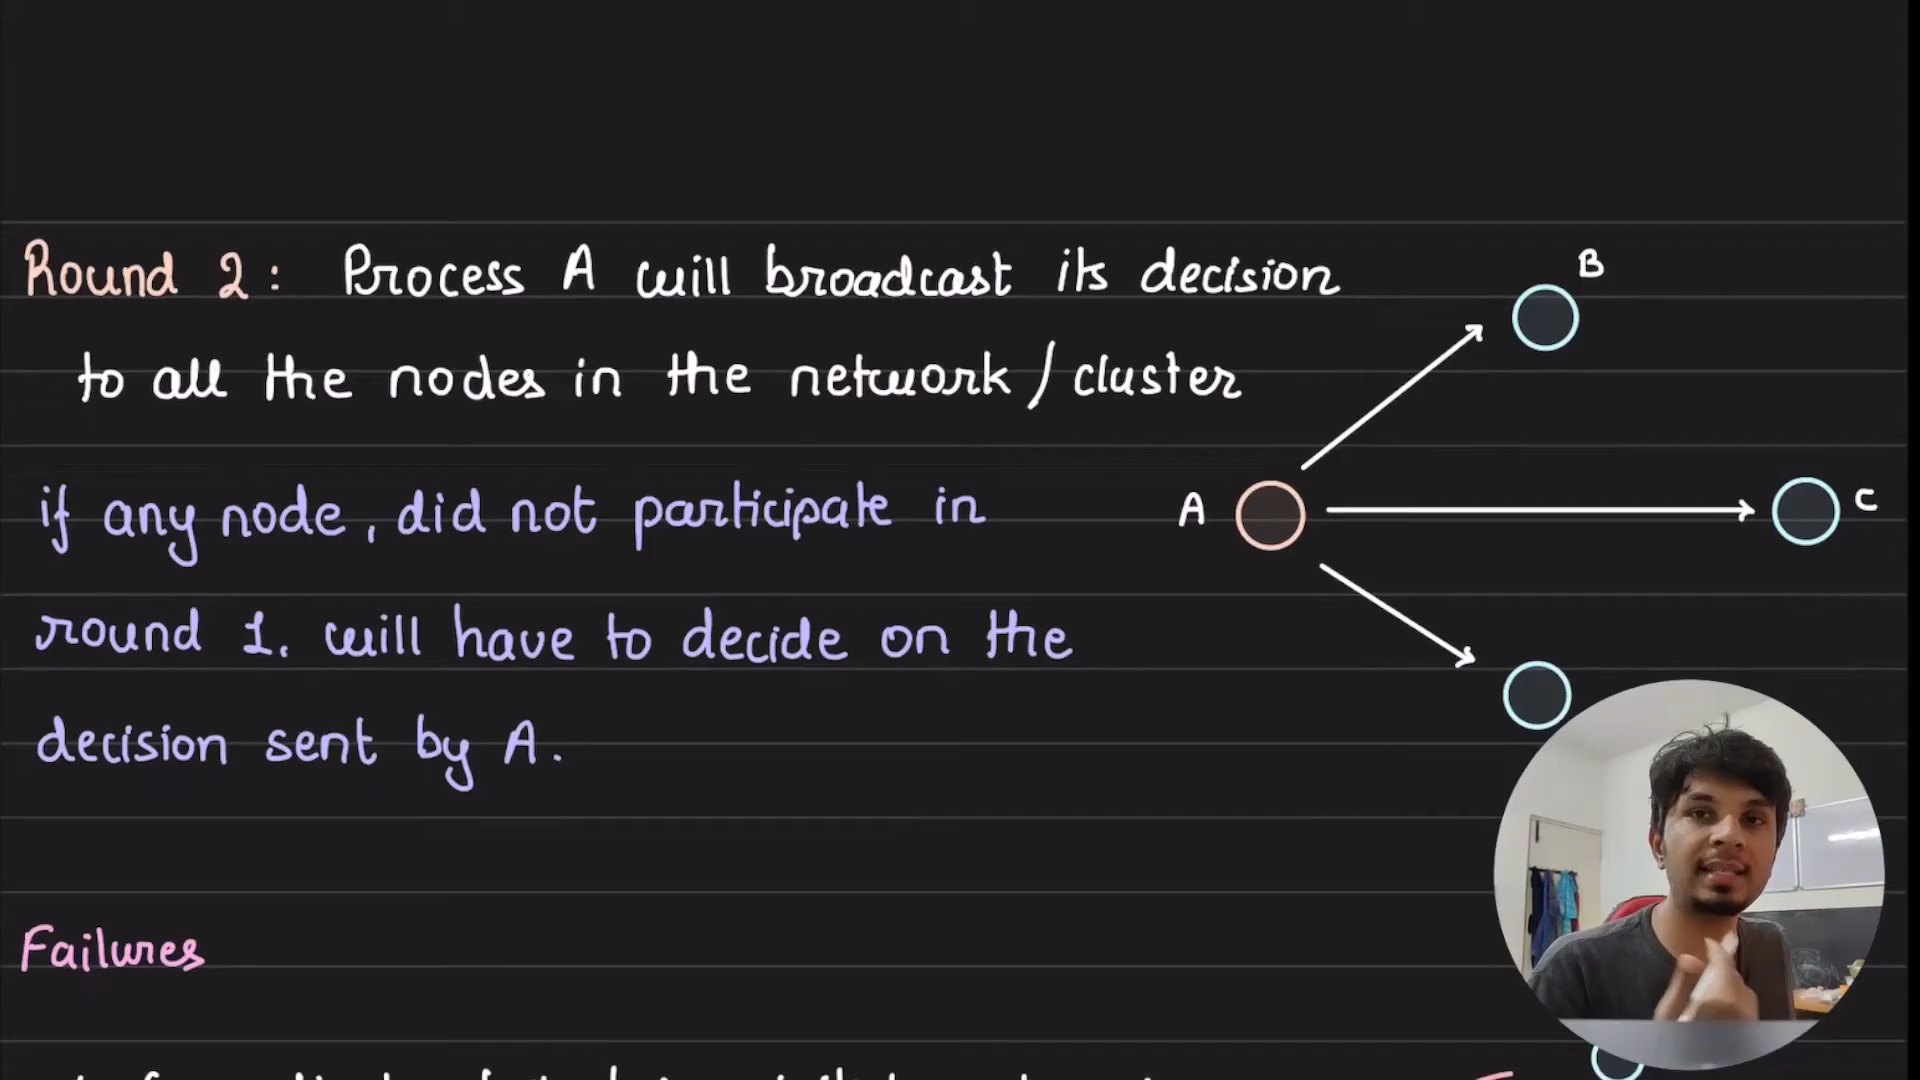 Round 2: Process A will broadcast its decision
to all the nodes in the network/cluster
if any node, did not participate in
round 1. will have to decide on the
decision sent by A.
B
A
C
Failures